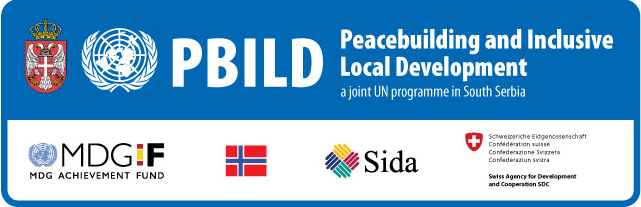 PBILD
Peacebuilding and Inclusive
Local Development
a joint UN programme in South Serbia
MDG:F
MDG ACHIEVEMENT FUND
Sida
Schweizerische Eidgenossenschaft
Confédération suisse
Confederazione Svizzera
Confederaziun svizra
Swiss Agency for Development
and Cooperation SDC